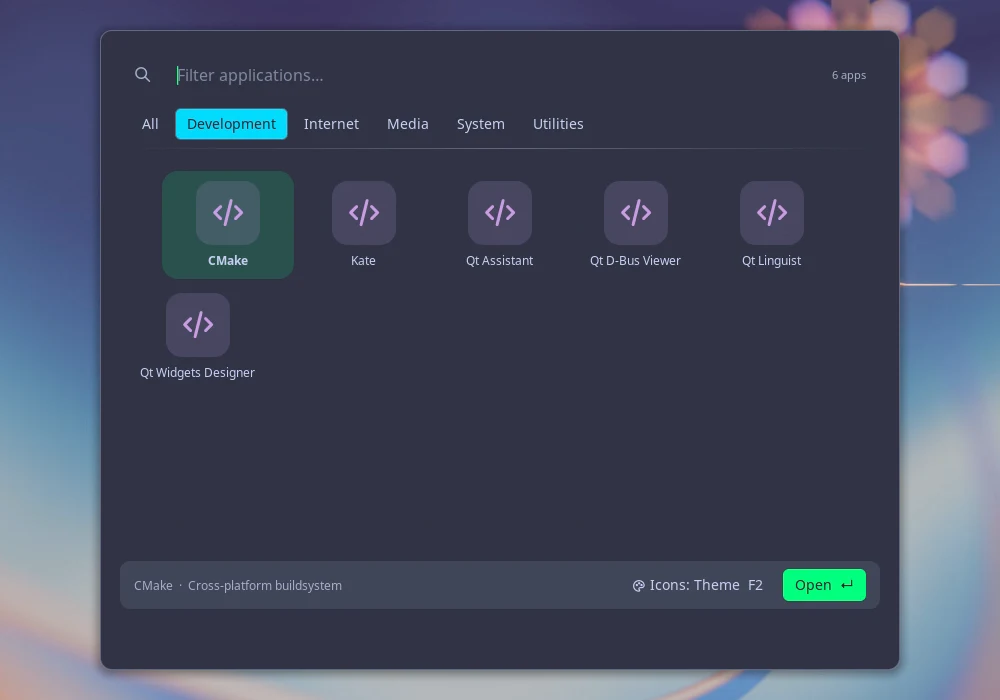 Filter applications...
6 apps
All Development Internet Media System Utilities
CMake Kate Qt Assistant Qt D-Bus Viewer Qt Linguist
Qt Widgets Designer
CMake · Cross-platform buildsystem Icons: Theme F2 Open